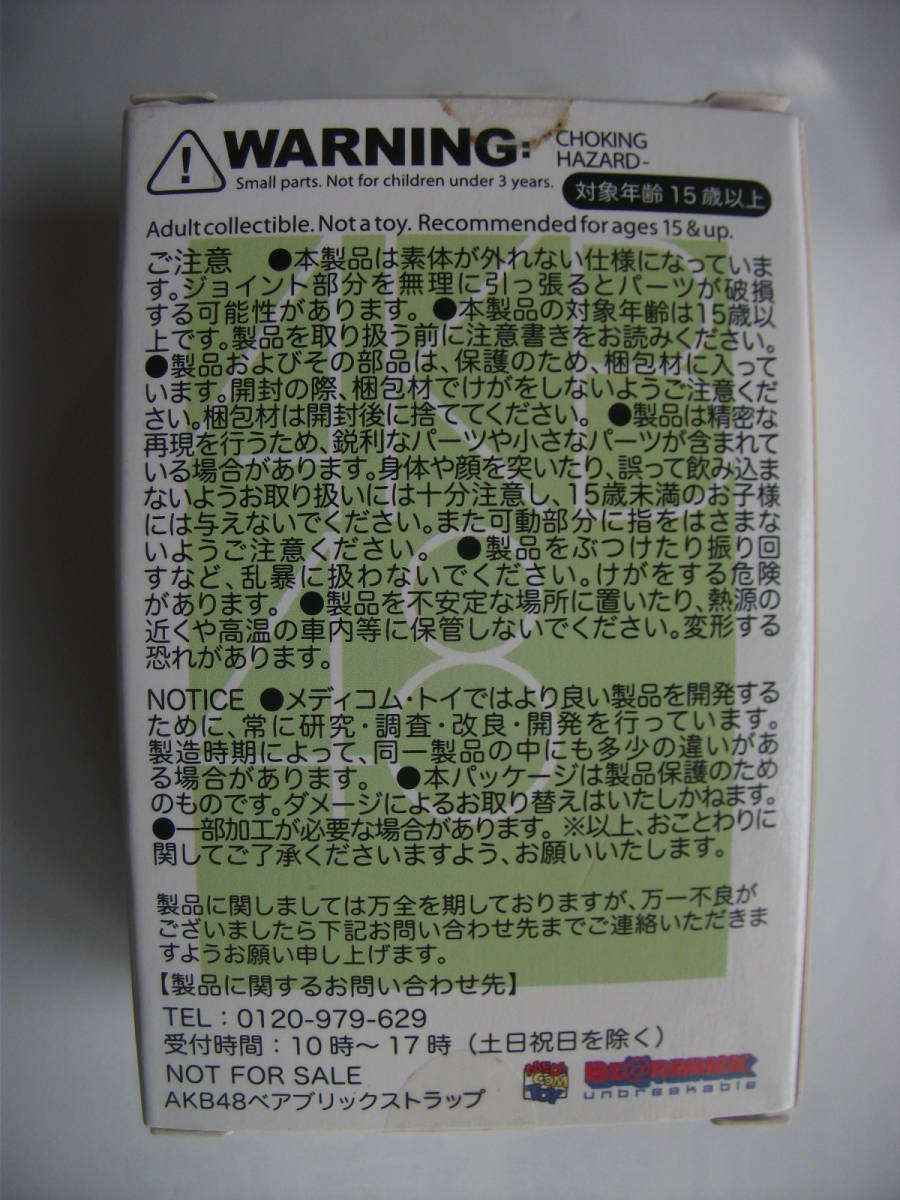 WARNING:
CHOKING
HAZARD-
Small parts. Not for children under 3 years.
対象年齢15歳以上
Adult collectible. Not a toy. Recommended for ages 15 & up.
ご注意 ●本製品は素体が外れない仕様になっていま
す。ジョイント部分を無理に引っ張るとパーツが破損
する可能性があります。 ●本製品の対象年齢は15歳以
上です。製品を取り扱う前に注意書きをお読みください。
●製品およびその部品は、保護のため、梱包材に入って
います。開封の際、梱包材でけがをしないようご注意くだ
さい。梱包材は開封後に捨ててください。 ●製品は精密な
再現を行うため、鋭利なパーツや小さなパーツが含まれて
いる場合があります。身体や顔を突いたり、誤って飲み込ま
ないようお取り扱いには十分注意し、15歳未満のお子様
には与えないでください。また可動部分に指をはさまな
いようご注意ください。 ●製品をぶつけたり振り回
すなど、乱暴に扱わないでください。けがをする危険
があります。 ●製品を不安定な場所に置いたり、熱源の
近くや高温の車内等に保管しないでください。変形する
恐れがあります。
NOTICE ●メディコム・トイではより良い製品を開発する
ために、常に研究・調査・改良・開発を行っています。
製造時期によって、同一製品の中にも多少の違いがあ
る場合があります。 ●本パッケージは製品保護のため
のものです。ダメージによるお取り替えはいたしかねます。
●一部加工が必要な場合があります。 ※以上、おことわりに
関してご了承くださいますよう、お願いいたします。
製品に関しましては万全を期しておりますが、万一不良が
ございましたら下記お問い合わせ先までご連絡いただきま
すようお願い申し上げます。
【製品に関するお問い合わせ先】
TEL : 0120-979-629
受付時間 : 10時〜17時 (土日祝日を除く)
NOT FOR SALE
AKB48ベアブリックストラップ
MEDI
COM
TOY
BE@RBRICK
unbreakable
AKB
48
48